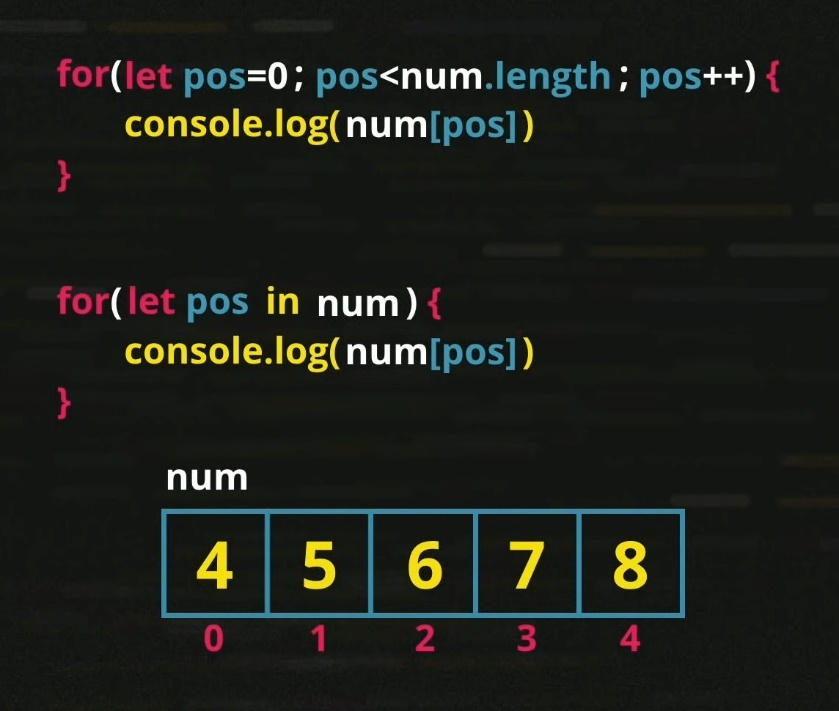 for(let pos=0; pos<num.length; pos++) {
console.log(num[pos])
}
for(let pos in num) {
console.log(num[pos])
}
num
4 5 6 7 8
0 1 2 3 4